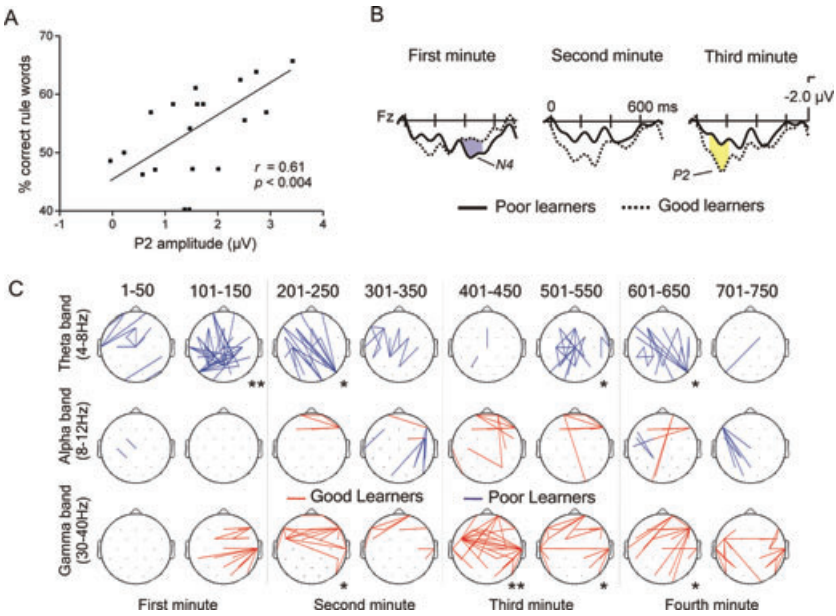 A
% correct rule words
70
60
50
40
-1
0
1
2
3
4
r = 0.61
p < 0.004
P2 amplitude (µV)
B
First minute
Second minute
Third minute
Fz
0
600 ms
-2.0 µV
N4
P2
Poor learners
Good learners
C
1-50
101-150
201-250
301-350
401-450
501-550
601-650
701-750
Theta band
(4-8Hz)
**
*
*
*
Alpha band
(8-12Hz)
Good Learners
Poor Learners
Gamma band
(30-40Hz)
*
**
*
*
First minute
Second minute
Third minute
Fourth minute